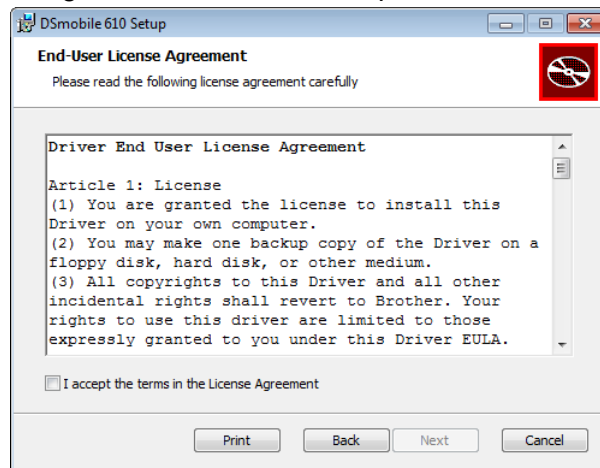 DSmobile 610 Setup
End-User License Agreement
Please read the following license agreement carefully
Driver End User License Agreement
Article 1: License
(1) You are granted the license to install this
Driver on your own computer.
(2) You may make one backup copy of the Driver on a
floppy disk, hard disk, or other medium.
(3) All copyrights to this Driver and all other
incidental rights shall revert to Brother. Your
rights to use this driver are limited to those
expressly granted to you under this Driver EULA.
I accept the terms in the License Agreement
Print Back Next Cancel